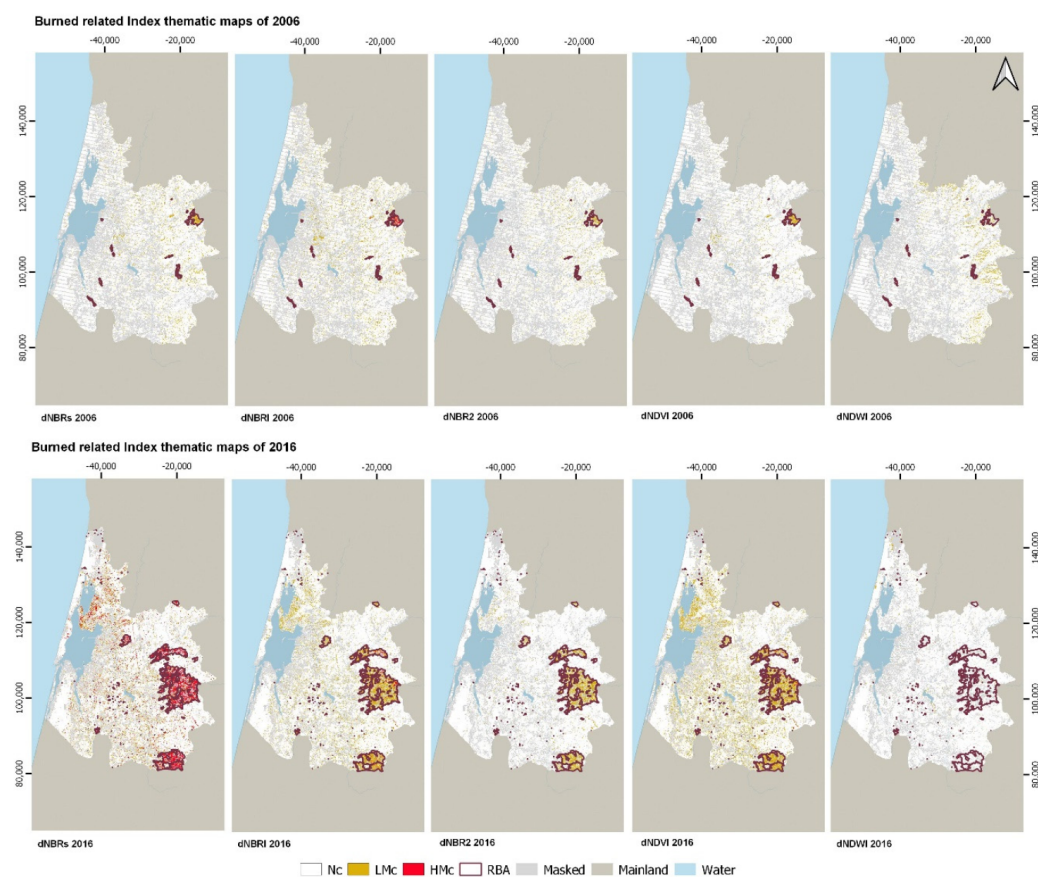 Burned related Index thematic maps of 2006
-40,000 -20,000 -40,000 -20,000 -40,000 -20,000 -40,000 -20,000 -40,000 -20,000
140,000 140,000
120,000 120,000
100,000 100,000
80,000 80,000
dNBRs 2006 dNBRI 2006 dNBR2 2006 dNDVI 2006 dNDWI 2006
Burned related Index thematic maps of 2016
-40,000 -20,000 -40,000 -20,000 -40,000 -20,000 -40,000 -20,000 -40,000 -20,000
140,000 140,000
120,000 120,000
100,000 100,000
80,000 80,000
dNBRs 2016 dNBRI 2016 dNBR2 2016 dNDVI 2016 dNDWI 2016
Nc LMc HMc RBA Masked Mainland Water